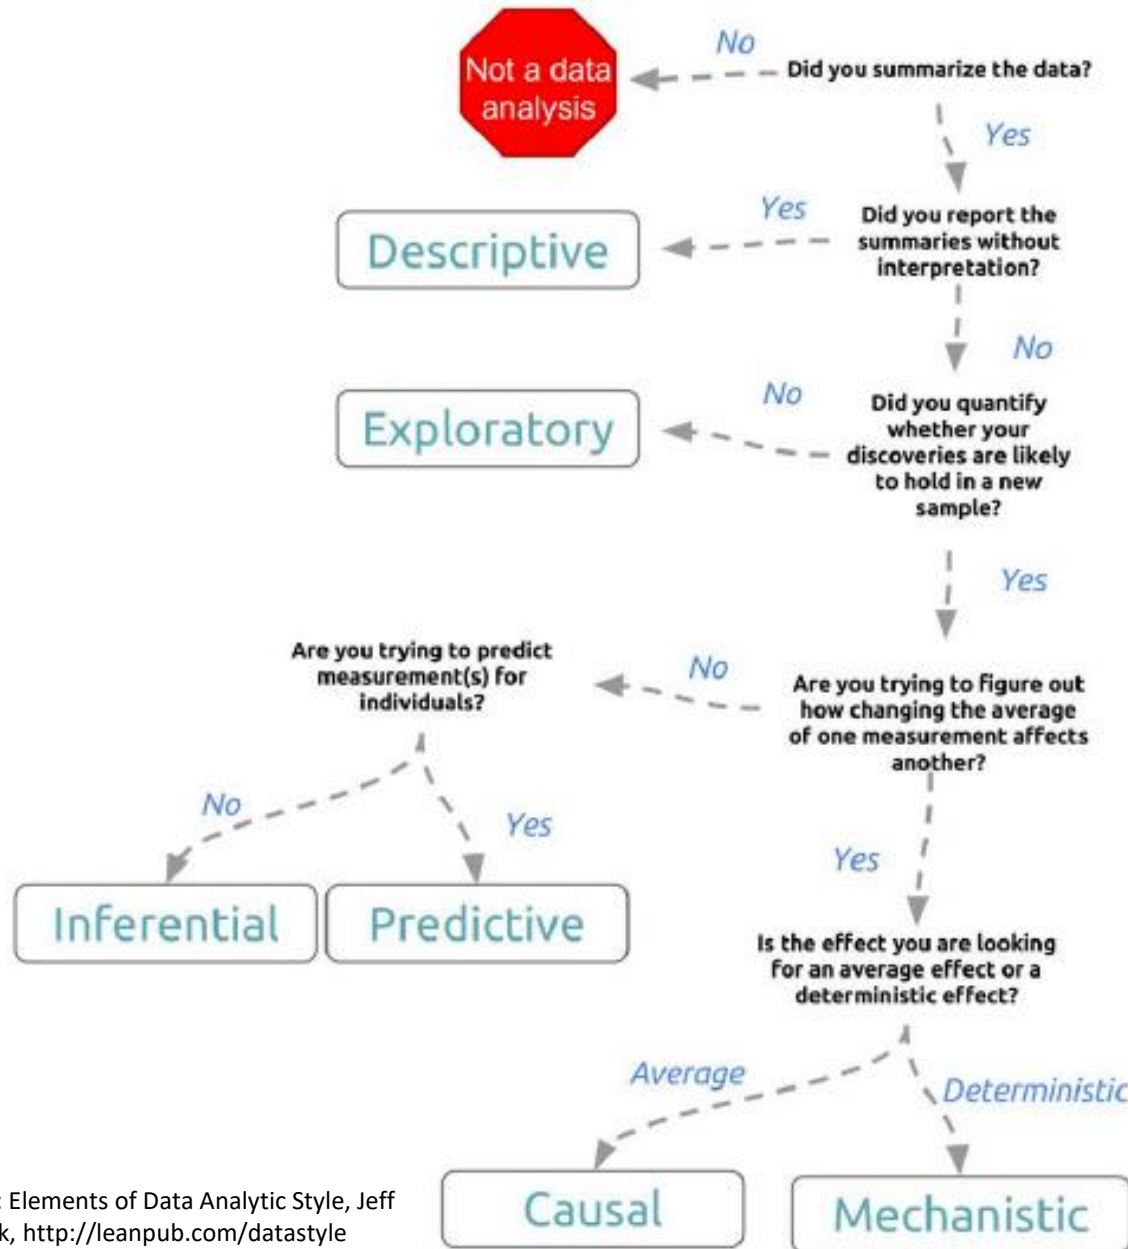 No
Did you summarize the data?
Not a data
analysis
Yes
Yes
Did you report the
summaries without
interpretation?
Descriptive
No
No
Did you quantify
whether your
discoveries are likely
to hold in a new
sample?
Exploratory
Yes
Are you trying to predict
measurement(s) for
individuals?
No
Are you trying to figure out
how changing the average
of one measurement affects
another?
No
Yes
Yes
Inferential
Predictive
Is the effect you are looking
for an average effect or a
deterministic effect?
Average
Deterministic
Causal
Mechanistic
: Elements of Data Analytic Style, Jeff
k, http://leanpub.com/datastyle